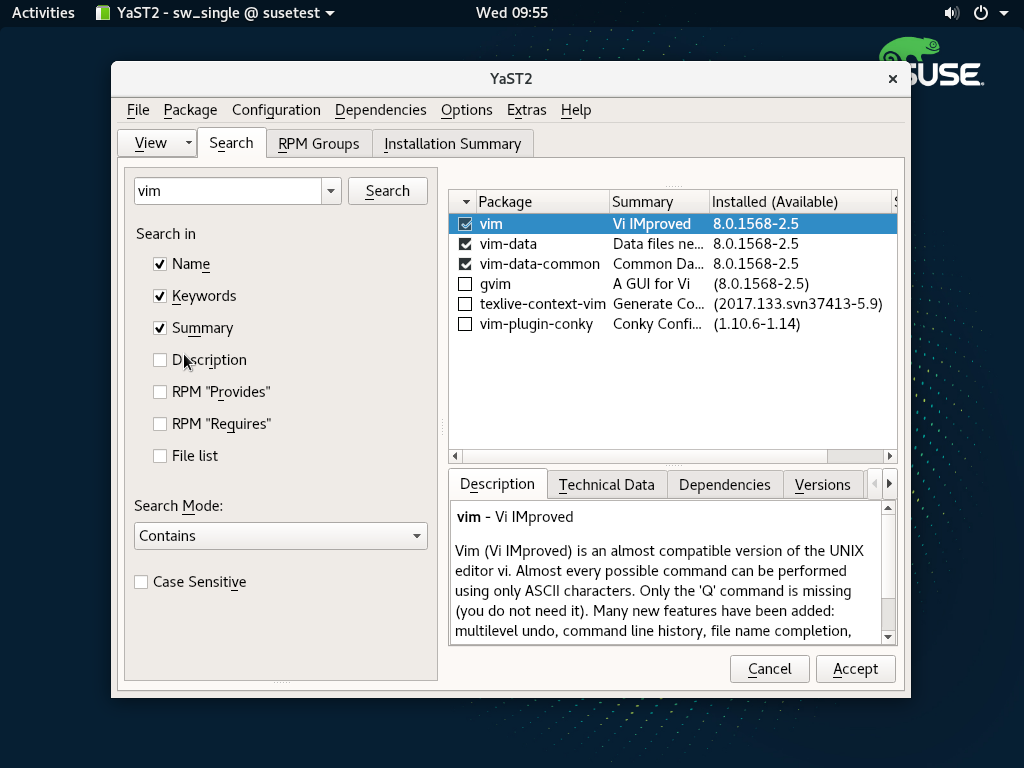 Activities YaST2 - sw_single @ susetest Wed 09:55
SUSE
YaST2
File Package Configuration Dependencies Options Extras Help
View Search RPM Groups Installation Summary
vim Search
Search in
Name
Keywords
Summary
Description
RPM "Provides"
RPM "Requires"
File list
Search Mode:
Contains
Case Sensitive
Package Summary Installed (Available) S
vim Vi IMproved 8.0.1568-2.5
vim-data Data files ne... 8.0.1568-2.5
vim-data-common Common Da... 8.0.1568-2.5
gvim A GUI for Vi (8.0.1568-2.5)
texlive-context-vim Generate Co... (2017.133.svn37413-5.9)
vim-plugin-conky Conky Confi... (1.10.6-1.14)
Description Technical Data Dependencies Versions
vim - Vi IMproved
Vim (Vi IMproved) is an almost compatible version of the UNIX
editor vi. Almost every possible command can be performed
using only ASCII characters. Only the 'Q' command is missing
(you do not need it). Many new features have been added:
multilevel undo, command line history, file name completion,
Cancel Accept